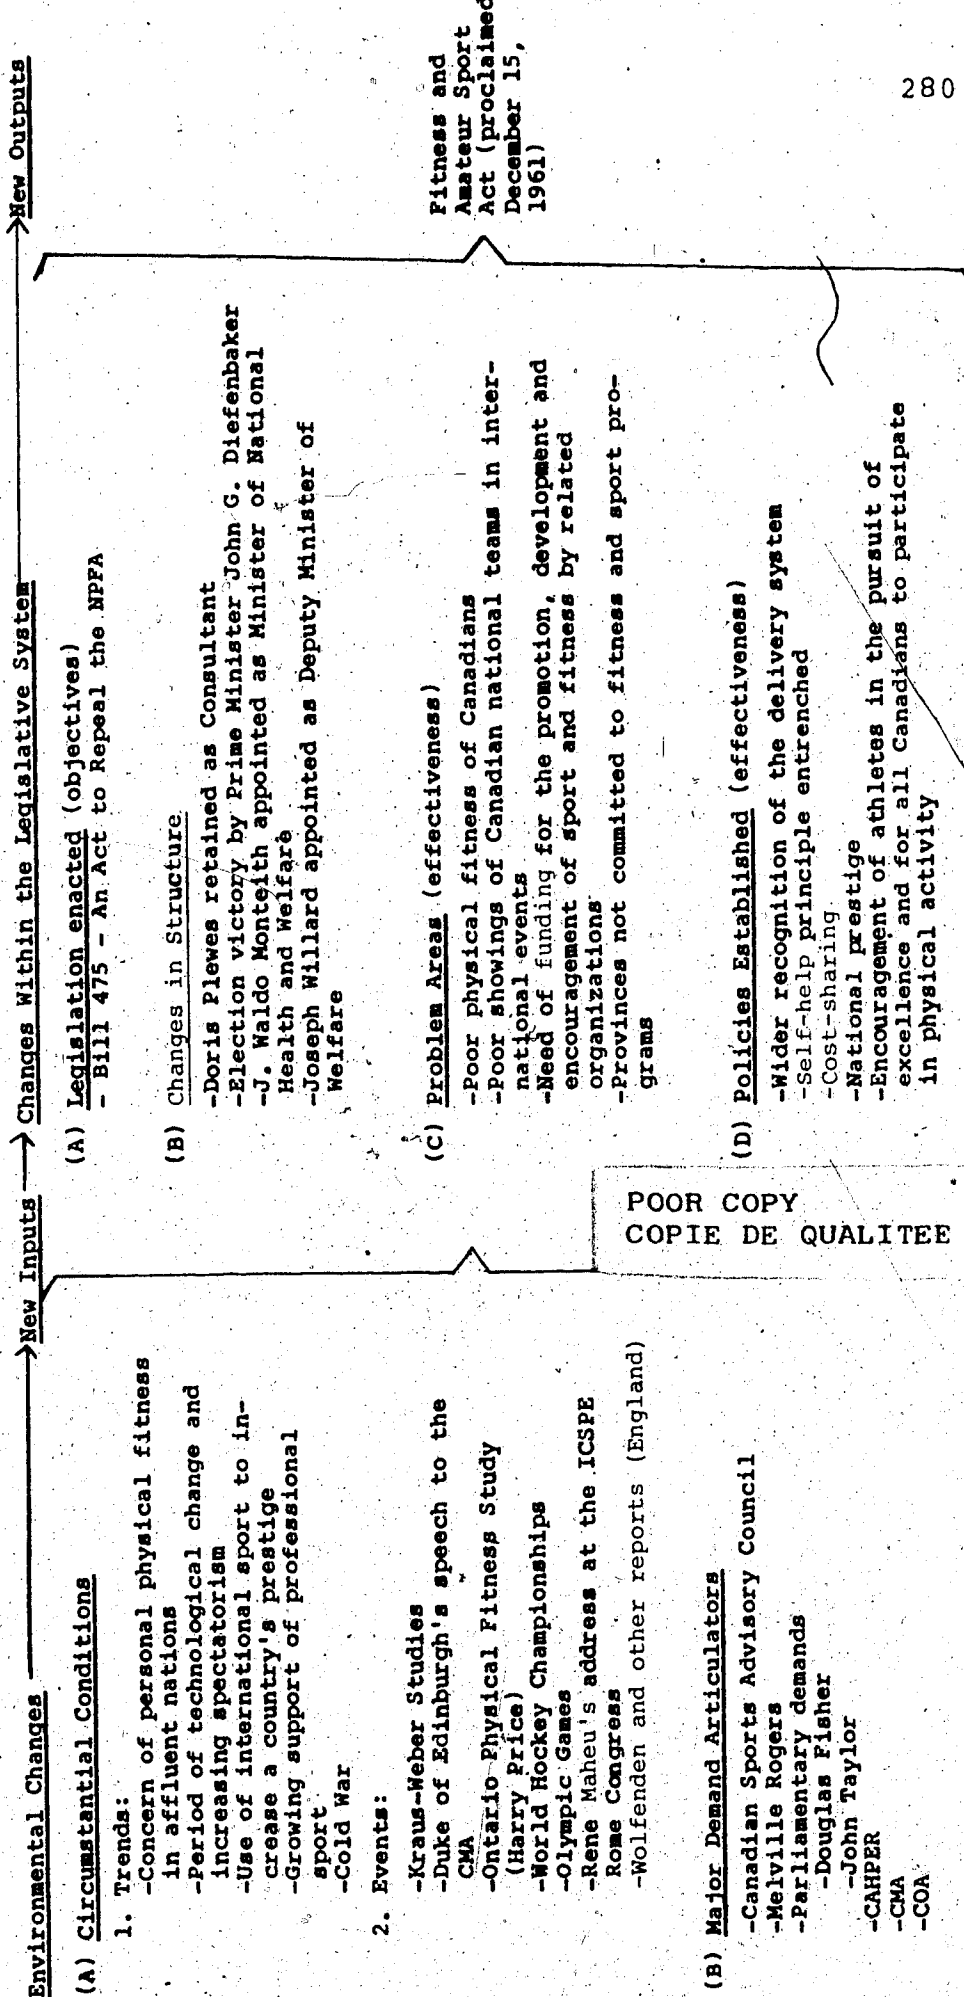 Environmental Changes ⟶ New Inputs ⟶ Changes Within the Legislative System ⟶ New Outputs
(A) Circumstantial Conditions
1. Trends:
-Concern of personal physical fitness
in affluent nations
-Period of technological change and
increasing spectatorism
-Use of international sport to in-
crease a country's prestige
-Growing support of professional
sport
-Cold War
2. Events:
-Kraus-Weber Studies
-Duke of Edinburgh's speech to the
CMA
-Ontario Physical Fitness Study
(Harry Price)
-World Hockey Championships
-Olympic Games
-Rene Maheu's address at the ICSPE
Rome Congress
-Wolfenden and other reports (England)
(B) Major Demand Articulators
-Canadian Sports Advisory Council
-Melville Rogers
-Parliamentary demands
-Douglas Fisher
-John Taylor
-CAHPER
-CMA
-COA
(A) Legislation enacted (objectives)
- Bill 475 - An Act to Repeal the NPFA
(B) Changes in Structure
-Doris Plewes retained as Consultant
-Election victory by Prime Minister John G. Diefenbaker
-J. Waldo Monteith appointed as Minister of National
Health and Welfare
-Joseph Willard appointed as Deputy Minister of
Welfare
(C) Problem Areas (effectiveness)
-Poor physical fitness of Canadians
-Poor showings of Canadian national teams in inter-
national events
-Need of funding for the promotion, development and
encouragement of sport and fitness by related
organizations
-Provinces not committed to fitness and sport pro-
grams
(D) Policies Established (effectiveness)
-Wider recognition of the delivery system
-Self-help principle entrenched
-Cost-sharing
-National prestige
-Encouragement of athletes in the pursuit of
excellence and for all Canadians to participate
in physical activity
Fitness and
Amateur Sport
Act (proclaimed
December 15,
1961)
POOR COPY
COPIE DE QUALITEE
280